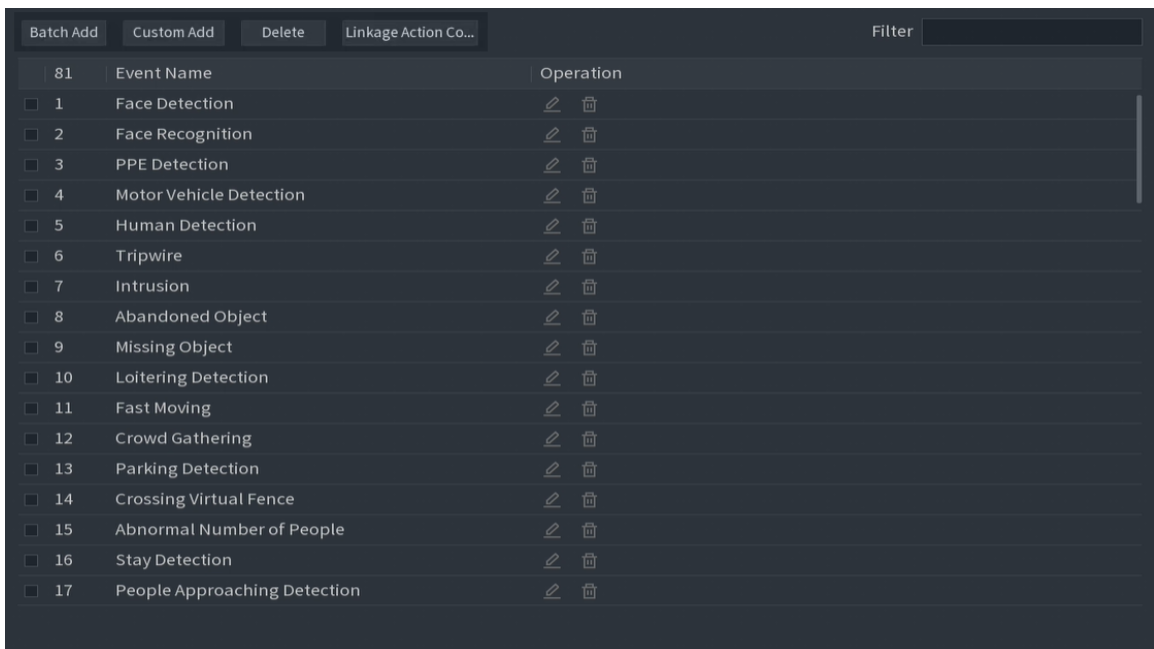 Batch Add Custom Add Delete Linkage Action Co... Filter
81 Event Name Operation
1 Face Detection
2 Face Recognition
3 PPE Detection
4 Motor Vehicle Detection
5 Human Detection
6 Tripwire
7 Intrusion
8 Abandoned Object
9 Missing Object
10 Loitering Detection
11 Fast Moving
12 Crowd Gathering
13 Parking Detection
14 Crossing Virtual Fence
15 Abnormal Number of People
16 Stay Detection
17 People Approaching Detection